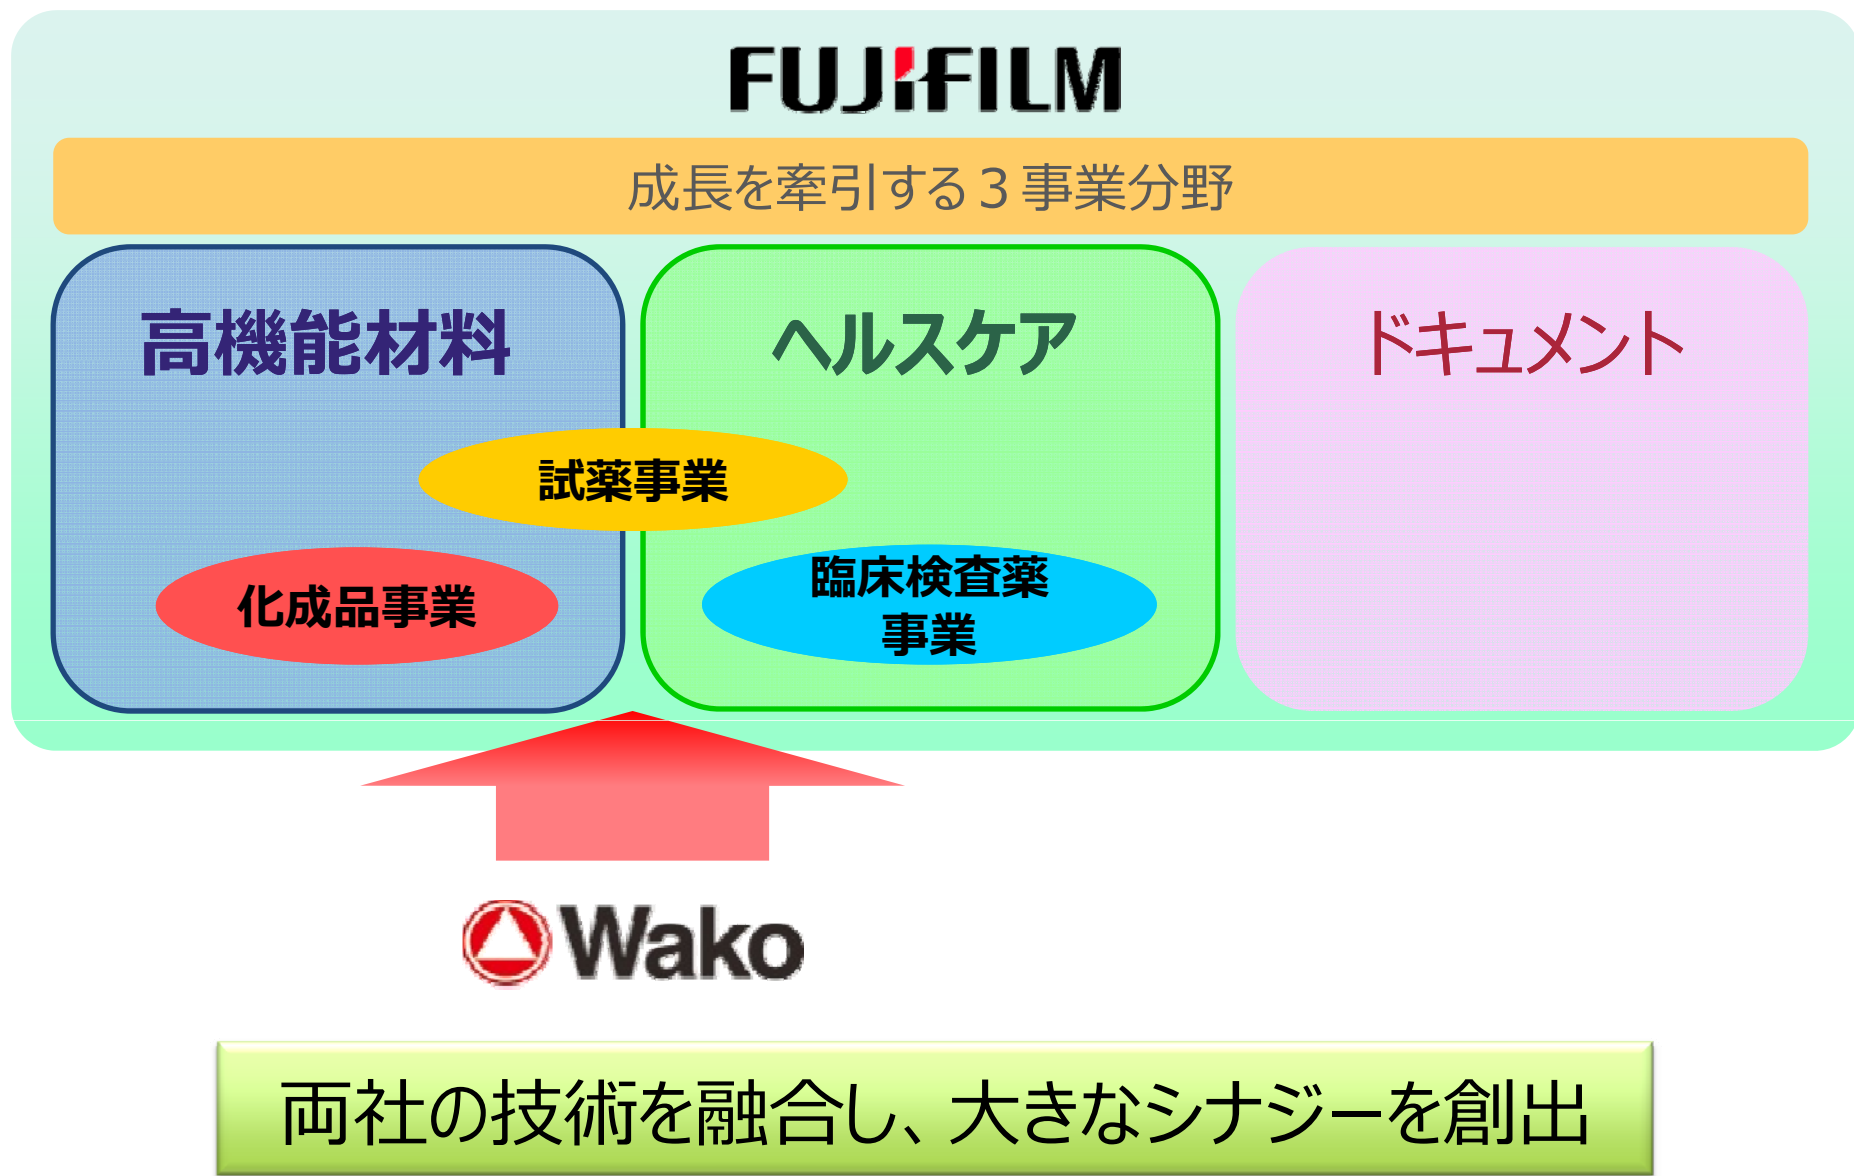 FUJIFILM
成長を牽引する３事業分野
高機能材料
ヘルスケア
ドキュメント
試薬事業
化成品事業
臨床検査薬
事業
Wako
両社の技術を融合し、大きなシナジーを創出